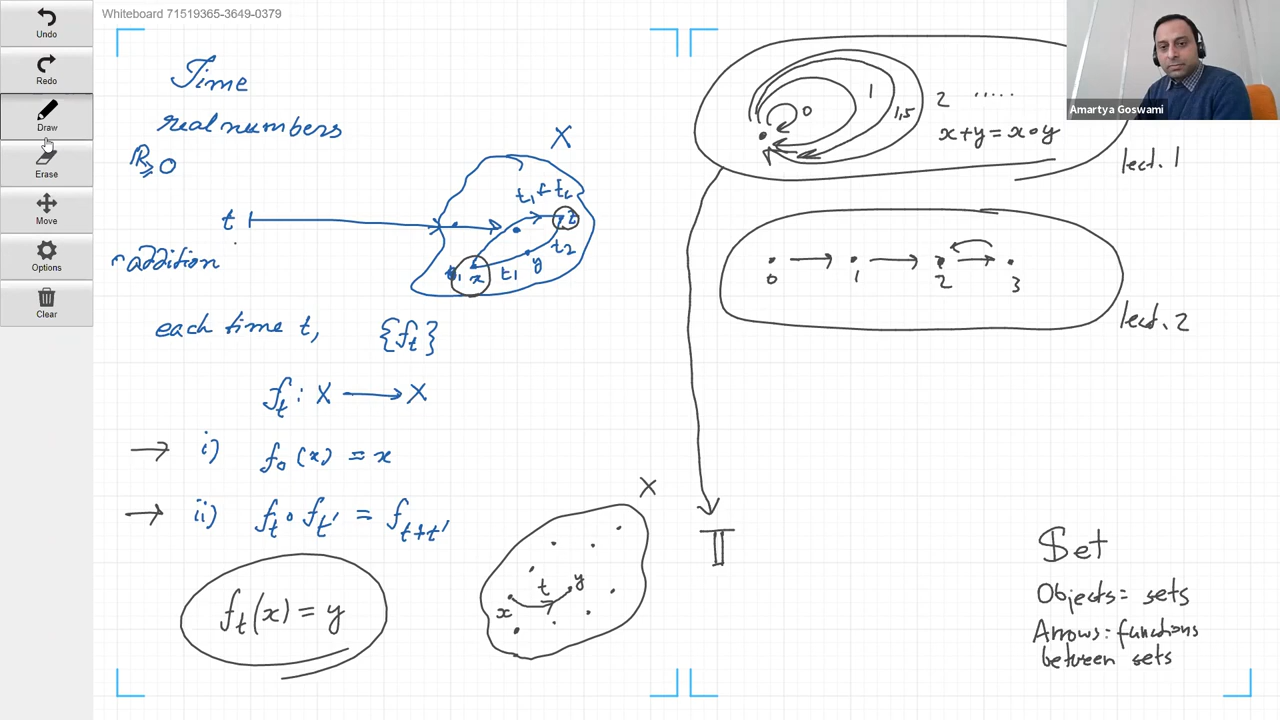 Whiteboard 71519365-3649-0379
Undo
Redo
Draw
Erase
Move
Options
Clear
Time
real numbers
ℝ≥0
t
addition
X
t₁+t₂
t₂
x t₁ y
each time t, {fₜ}
fₜ : X ⟶ X
→ i) f₀(x) = x
→ ii) fₜ ∘ fₜ' = fₜ₊ₜ'
fₜ(x) = y
X
t y
x
0 1 1,5 2 .....
x+y=x∘y
lect. 1
0 → 1 → 2 → 3
lect. 2
𝕋
Set
Objects = sets
Arrows: functions
between sets
Amartya Goswami